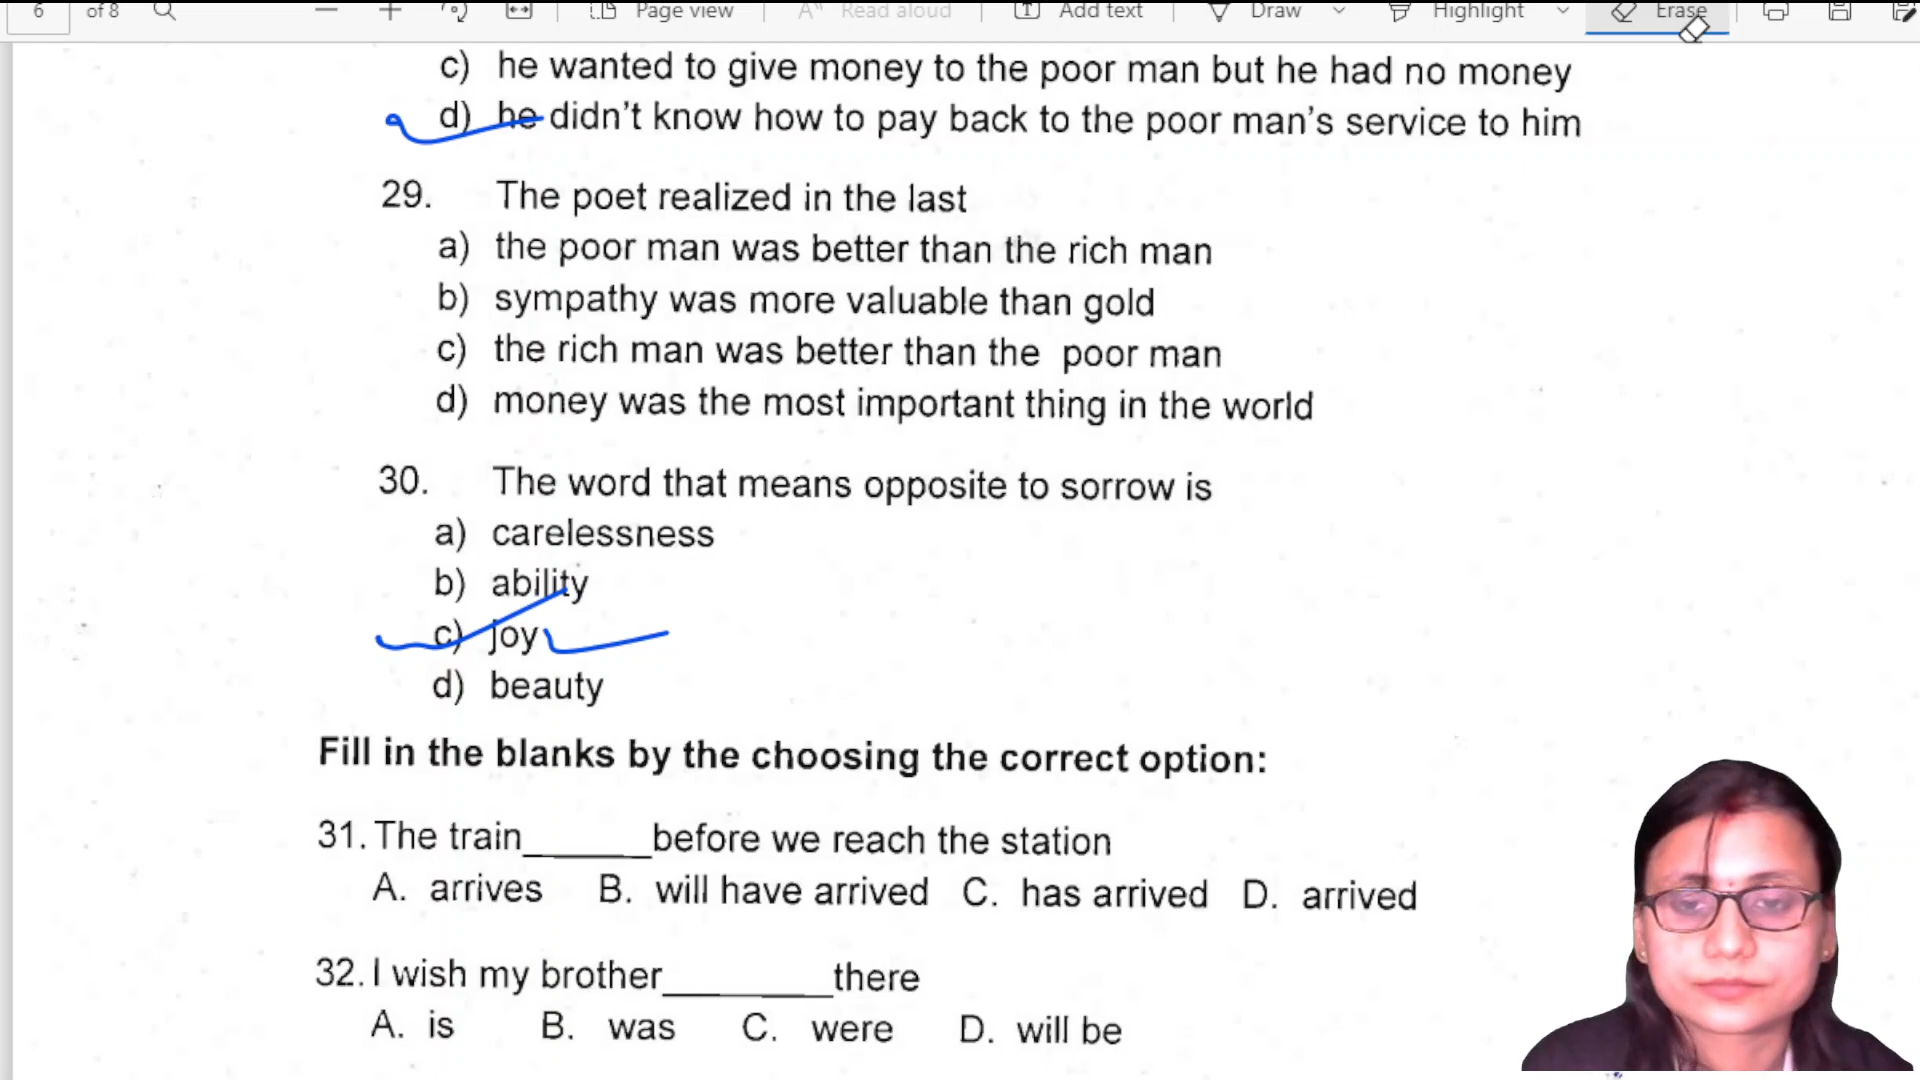 6 of 8 Page view Read aloud Add text Draw Highlight Erase
c) he wanted to give money to the poor man but he had no money
d) he didn't know how to pay back to the poor man's service to him
29. The poet realized in the last
a) the poor man was better than the rich man
b) sympathy was more valuable than gold
c) the rich man was better than the poor man
d) money was the most important thing in the world
30. The word that means opposite to sorrow is
a) carelessness
b) ability
c) joy
d) beauty
Fill in the blanks by the choosing the correct option:
31. The train______before we reach the station
A. arrives B. will have arrived C. has arrived D. arrived
32. I wish my brother________there
A. is B. was C. were D. will be